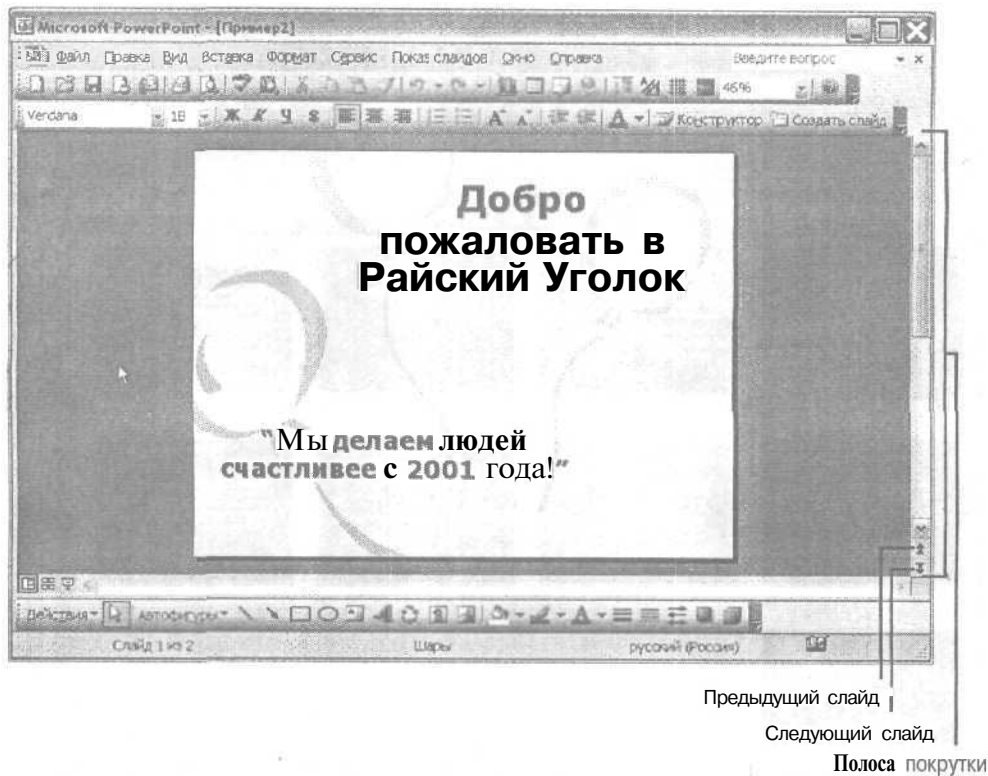 Microsoft PowerPoint - [Пример2]
Файл Правка Вид Вставка Формат Сервис Показ слайдов Окно Справка Введите вопрос
46%
Verdana 18 Ж К Ч S A A A Конструктор Создать слайд
Добро
пожаловать в
Райский Уголок
"Мы делаем людей
счастливее с 2001 года!"
Действия Автофигуры
Слайд 1 из 2 Шары русский (Россия)
Предыдущий слайд
Следующий слайд
Полоса покрутки